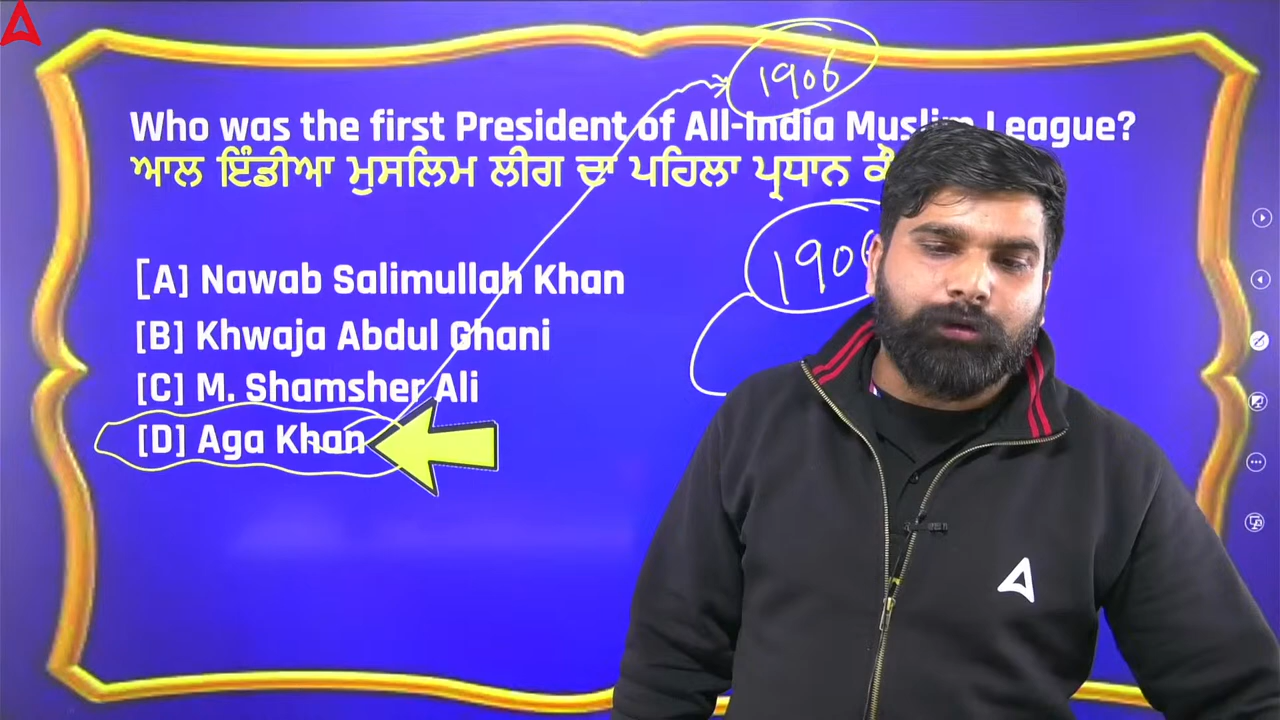 1906
Who was the first President of All-India Muslim League?
ਆਲ ਇੰਡੀਆ ਮੁਸਲਿਮ ਲੀਗ ਦਾ ਪਹਿਲਾ ਪ੍ਰਧਾਨ
190
[A] Nawab Salimullah Khan
[B] Khwaja Abdul Ghani
[C] M. Shamsher Ali
[D] Aga Khan